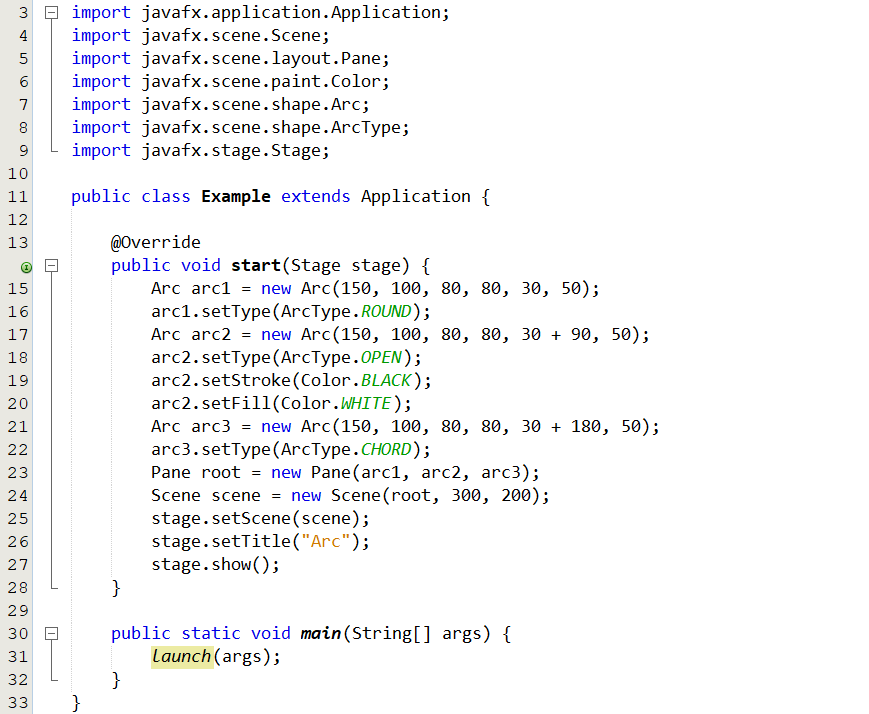 3 import javafx.application.Application;
4 import javafx.scene.Scene;
5 import javafx.scene.layout.Pane;
6 import javafx.scene.paint.Color;
7 import javafx.scene.shape.Arc;
8 import javafx.scene.shape.ArcType;
9 import javafx.stage.Stage;
10
11 public class Example extends Application {
12
13     @Override
    public void start(Stage stage) {
15         Arc arc1 = new Arc(150, 100, 80, 80, 30, 50);
16         arc1.setType(ArcType.ROUND);
17         Arc arc2 = new Arc(150, 100, 80, 80, 30 + 90, 50);
18         arc2.setType(ArcType.OPEN);
19         arc2.setStroke(Color.BLACK);
20         arc2.setFill(Color.WHITE);
21         Arc arc3 = new Arc(150, 100, 80, 80, 30 + 180, 50);
22         arc3.setType(ArcType.CHORD);
23         Pane root = new Pane(arc1, arc2, arc3);
24         Scene scene = new Scene(root, 300, 200);
25         stage.setScene(scene);
26         stage.setTitle("Arc");
27         stage.show();
28     }
29
30     public static void main(String[] args) {
31         launch(args);
32     }
33 }